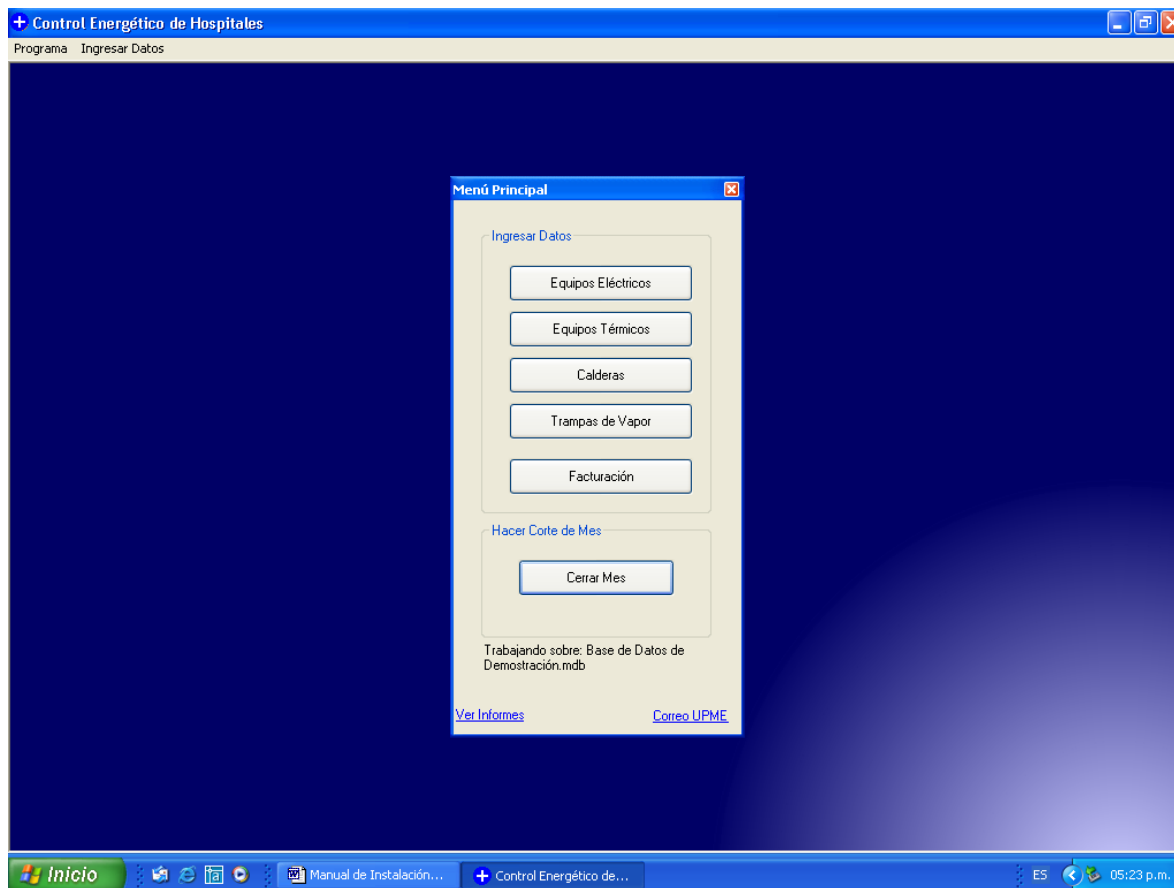 Control Energético de Hospitales
Programa Ingresar Datos
Menú Principal
Ingresar Datos
Equipos Eléctricos
Equipos Térmicos
Calderas
Trampas de Vapor
Facturación
Hacer Corte de Mes
Cerrar Mes
Trabajando sobre: Base de Datos de
Demostración.mdb
Ver Informes Correo UPME
Inicio Manual de Instalación... Control Energético de... ES 05:23 p.m.